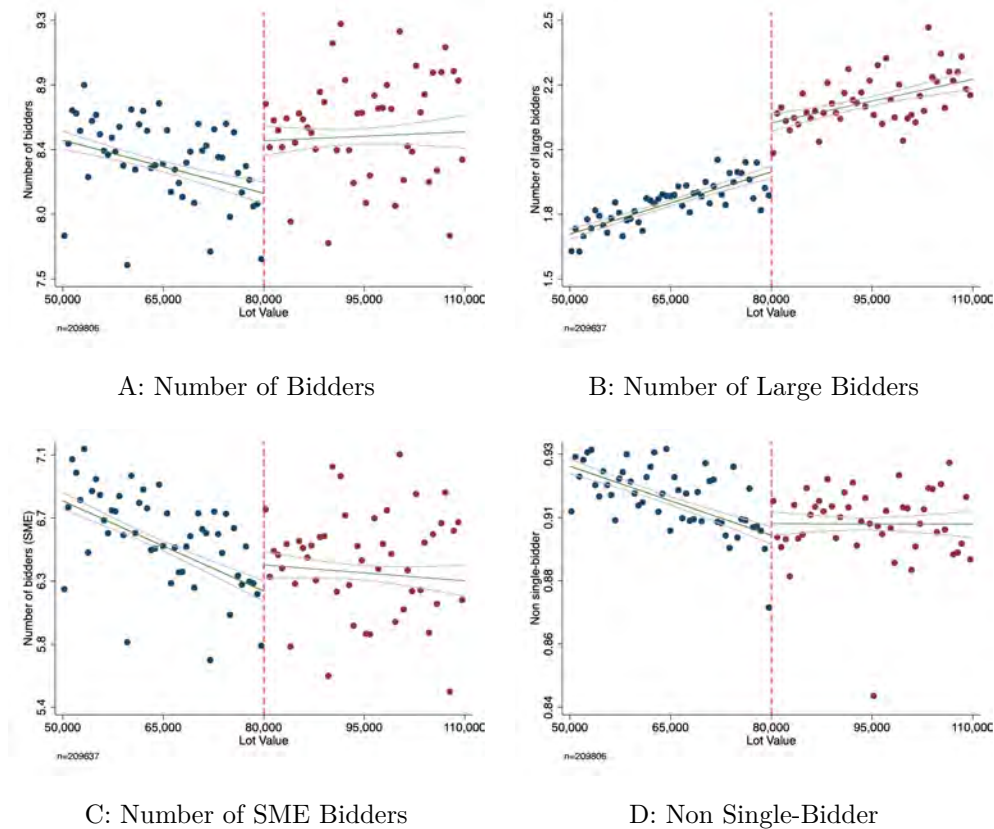 Number of bidders
9.3
8.9
8.4
8.0
7.5
50,000 65,000 80,000 95,000 110,000
Lot Value
n=209806
A: Number of Bidders
Number of large bidders
2.5
2.2
2.0
1.8
1.5
50,000 65,000 80,000 95,000 110,000
Lot Value
n=209637
B: Number of Large Bidders
Number of bidders (SME)
7.1
6.7
6.3
5.8
5.4
50,000 65,000 80,000 95,000 110,000
Lot Value
n=209637
C: Number of SME Bidders
Non single-bidder
0.93
0.91
0.88
0.86
0.84
50,000 65,000 80,000 95,000 110,000
Lot Value
n=209806
D: Non Single-Bidder